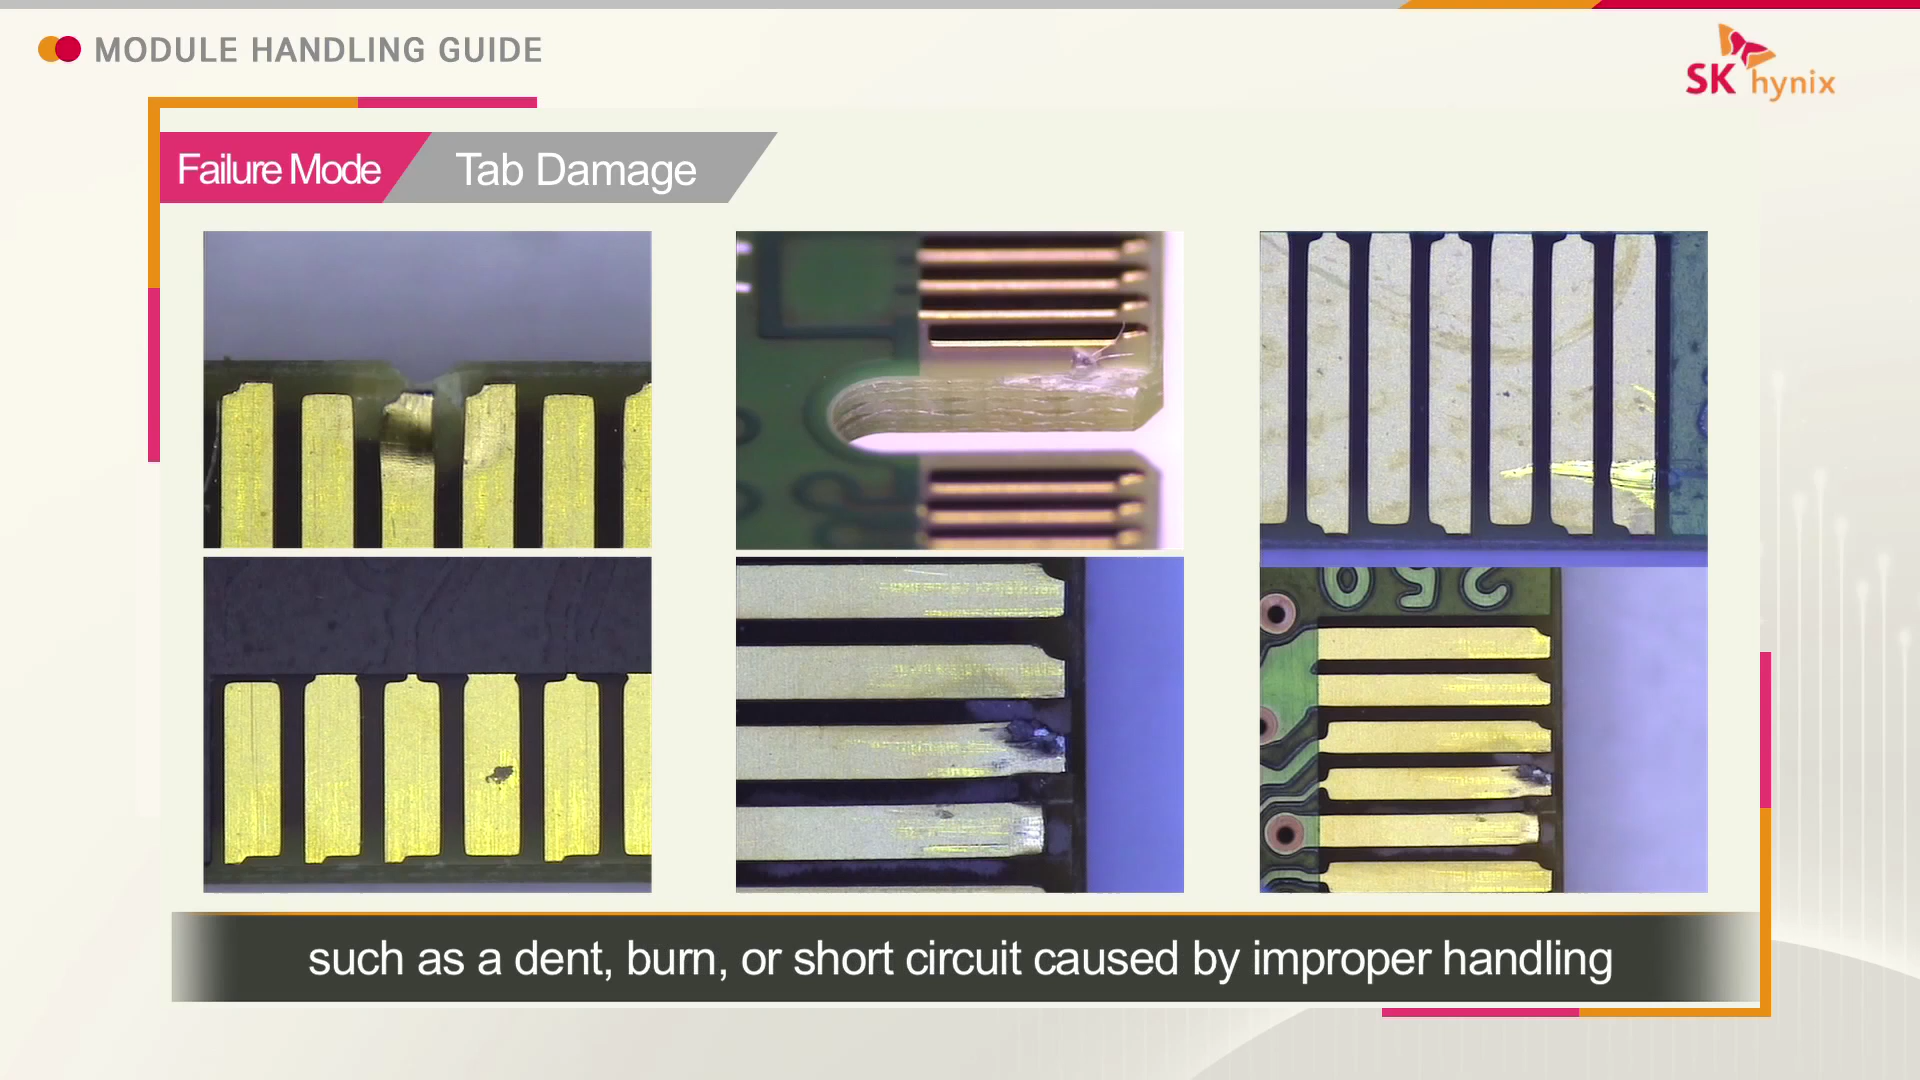 MODULE HANDLING GUIDE
SK hynix
Failure Mode
Tab Damage
250
such as a dent, burn, or short circuit caused by improper handling